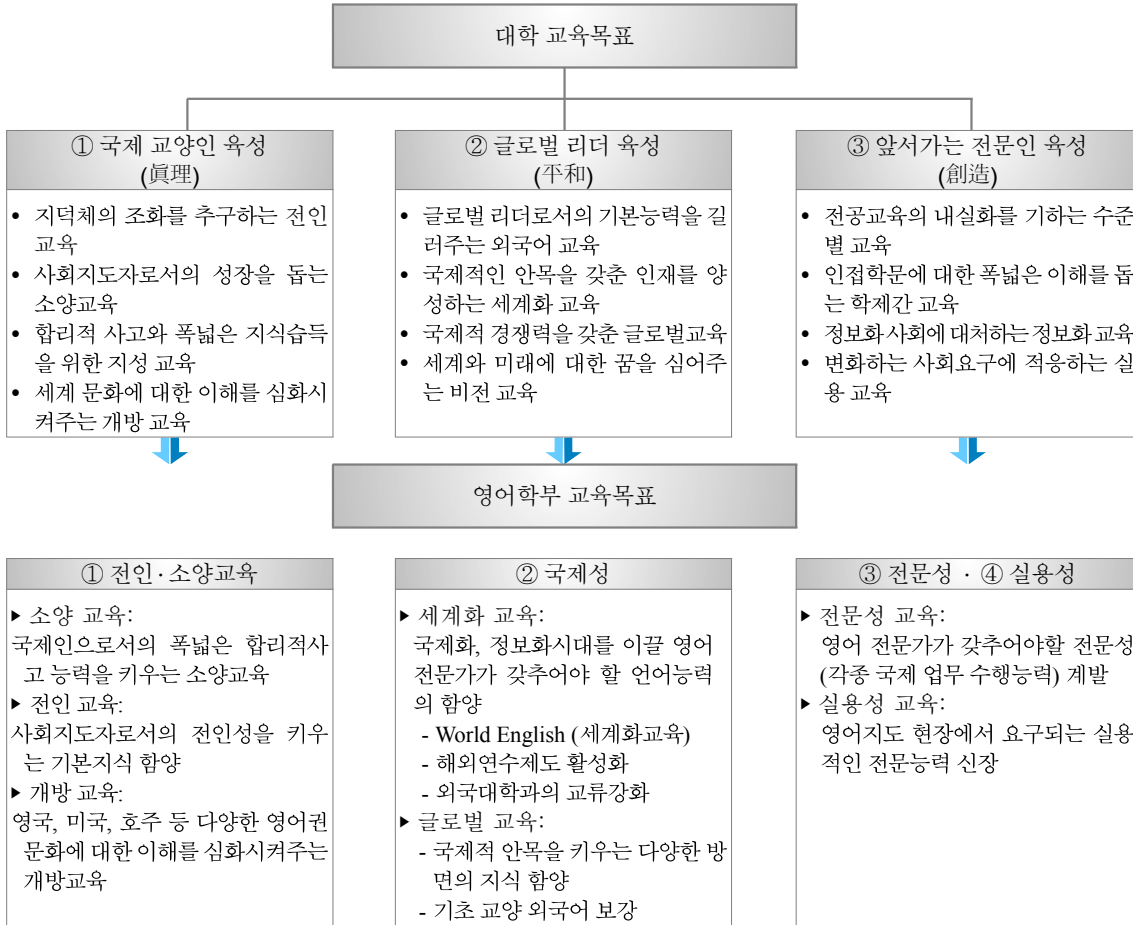 대학 교육목표
① 국제 교양인 육성
(眞理)
• 지덕체의 조화를 추구하는 전인
교육
• 사회지도자로서의 성장을 돕는
소양교육
• 합리적 사고와 폭넓은 지식습득
을 위한 지성 교육
• 세계 문화에 대한 이해를 심화시
켜주는 개방 교육
② 글로벌 리더 육성
(平和)
• 글로벌 리더로서의 기본능력을 길
러주는 외국어 교육
• 국제적인 안목을 갖춘 인재를 양
성하는 세계화 교육
• 국제적 경쟁력을 갖춘 글로벌교육
• 세계와 미래에 대한 꿈을 심어주
는 비전 교육
③ 앞서가는 전문인 육성
(創造)
• 전공교육의 내실화를 기하는 수준
별 교육
• 인접학문에 대한 폭넓은 이해를 돕
는 학제간 교육
• 정보화사회에 대처하는 정보화 교육
• 변화하는 사회요구에 적응하는 실
용 교육
영어학부 교육목표
① 전인·소양교육
▶ 소양 교육:
국제인으로서의 폭넓은 합리적사
고 능력을 키우는 소양교육
▶ 전인 교육:
사회지도자로서의 전인성을 키우
는 기본지식 함양
▶ 개방 교육:
영국, 미국, 호주 등 다양한 영어권
문화에 대한 이해를 심화시켜주는
개방교육
② 국제성
▶ 세계화 교육:
국제화, 정보화시대를 이끌 영어
전문가가 갖추어야 할 언어능력
의 함양
- World English (세계화교육)
- 해외연수제도 활성화
- 외국대학과의 교류강화
▶ 글로벌 교육:
- 국제적 안목을 키우는 다양한 방
면의 지식 함양
- 기초 교양 외국어 보강
③ 전문성 · ④ 실용성
▶ 전문성 교육:
영어 전문가가 갖추어야할 전문성
(각종 국제 업무 수행능력) 계발
▶ 실용성 교육:
영어지도 현장에서 요구되는 실용
적인 전문능력 신장